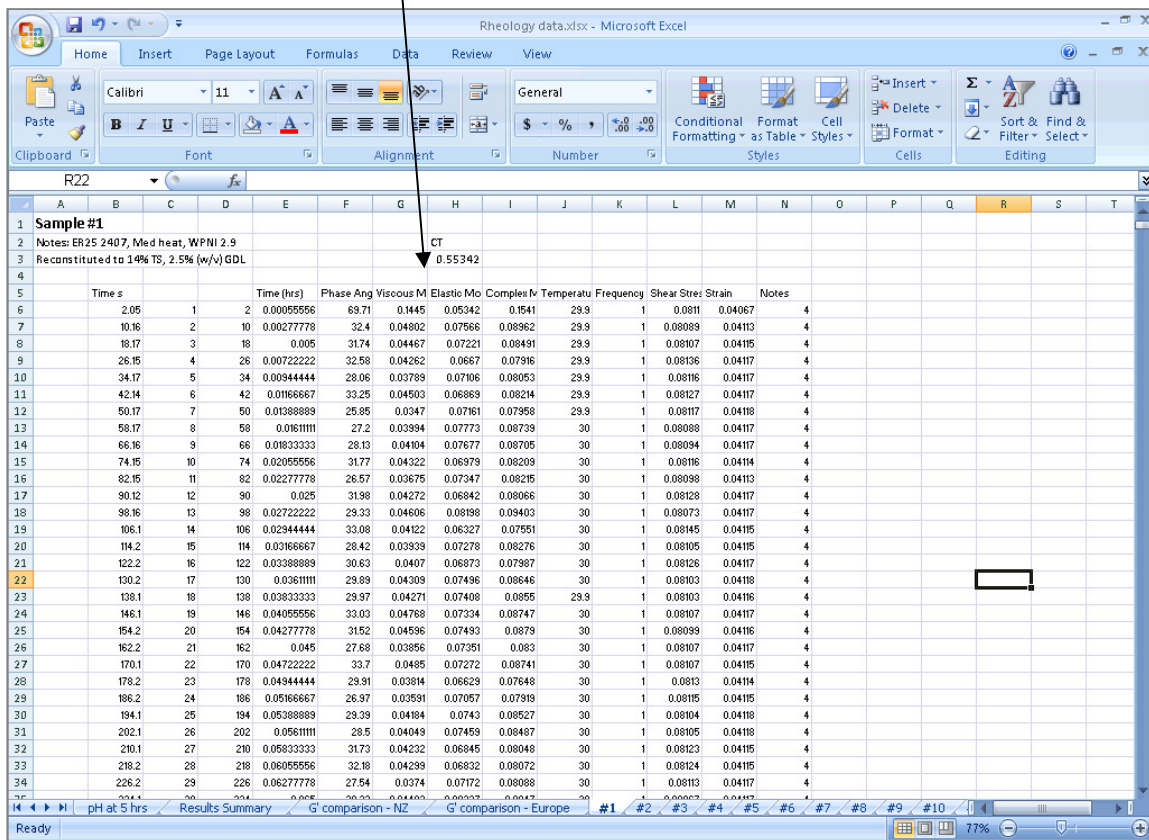 Rheology data.xlsx - Microsoft Excel
Home Insert Page Layout Formulas Data Review View
Calibri 11 General
Paste
Conditional Formatting Format as Table Cell Styles
Insert
Delete
Format
Sort & Filter Find & Select
Clipboard Font Alignment Number Styles Cells Editing
R22 fx
A B C D E F G H I J K L M N O P Q R S T
1 Sample #1
2 Notes: ER25 2407, Med heat, WPNI 2.9 CT
3 Reconstituted to 14% TS, 2.5% (w/v) GDL 0.55342
4
5 Time s Time (hrs) Phase Ang Viscous M Elastic Mo Complex M Temperatu Frequency Shear Stre Strain Notes
6 2.05 1 2 0.00055556 69.71 0.1445 0.05342 0.1541 29.9 1 0.0811 0.04067 4
7 10.16 2 10 0.00277778 32.4 0.04802 0.07566 0.08962 29.9 1 0.08089 0.04113 4
8 18.17 3 18 0.005 31.74 0.04467 0.07221 0.08491 29.9 1 0.08107 0.04115 4
9 26.15 4 26 0.00722222 32.58 0.04262 0.0667 0.07916 29.9 1 0.08136 0.04117 4
10 34.17 5 34 0.00944444 28.06 0.03789 0.07106 0.08053 29.9 1 0.08116 0.04117 4
11 42.14 6 42 0.01166667 33.25 0.04503 0.06869 0.08214 29.9 1 0.08127 0.04117 4
12 50.17 7 50 0.01388889 25.85 0.0347 0.07161 0.07958 29.9 1 0.08117 0.04118 4
13 58.17 8 58 0.01611111 27.2 0.03994 0.07773 0.08739 30 1 0.08088 0.04117 4
14 66.16 9 66 0.01833333 28.13 0.04104 0.07677 0.08705 30 1 0.08094 0.04117 4
15 74.15 10 74 0.02055556 31.77 0.04322 0.06979 0.08209 30 1 0.08116 0.04114 4
16 82.15 11 82 0.02277778 26.57 0.03675 0.07347 0.08215 30 1 0.08098 0.04113 4
17 90.12 12 90 0.025 31.98 0.04272 0.06842 0.08066 30 1 0.08128 0.04117 4
18 98.16 13 98 0.02722222 29.33 0.04606 0.08198 0.09403 30 1 0.08073 0.04117 4
19 106.1 14 106 0.02944444 33.08 0.04122 0.06327 0.07551 30 1 0.08145 0.04115 4
20 114.2 15 114 0.03166667 28.42 0.03939 0.07278 0.08276 30 1 0.08105 0.04115 4
21 122.2 16 122 0.03388889 30.63 0.0407 0.06873 0.07987 30 1 0.08126 0.04117 4
22 130.2 17 130 0.03611111 29.89 0.04309 0.07496 0.08646 30 1 0.08103 0.04118 4
23 138.1 18 138 0.03833333 29.97 0.04271 0.07408 0.0855 29.9 1 0.08103 0.04116 4
24 146.1 19 146 0.04055556 33.03 0.04768 0.07334 0.08747 30 1 0.08107 0.04117 4
25 154.2 20 154 0.04277778 31.52 0.04596 0.07493 0.0879 30 1 0.08099 0.04116 4
26 162.2 21 162 0.045 27.68 0.03856 0.07351 0.083 30 1 0.08107 0.04117 4
27 170.1 22 170 0.04722222 33.7 0.0485 0.07272 0.08741 30 1 0.08107 0.04115 4
28 178.2 23 178 0.04944444 29.91 0.03814 0.06629 0.07648 30 1 0.0813 0.04114 4
29 186.2 24 186 0.05166667 26.97 0.03591 0.07057 0.07919 30 1 0.08115 0.04115 4
30 194.1 25 194 0.05388889 29.39 0.04184 0.0743 0.08527 30 1 0.08104 0.04118 4
31 202.1 26 202 0.05611111 28.5 0.04049 0.07459 0.08487 30 1 0.08105 0.04118 4
32 210.1 27 210 0.05833333 31.73 0.04232 0.06845 0.08048 30 1 0.08123 0.04115 4
33 218.2 28 218 0.06055556 32.18 0.04299 0.06832 0.08072 30 1 0.08124 0.04115 4
34 226.2 29 226 0.06277778 27.54 0.0374 0.07172 0.08088 30 1 0.08113 0.04117 4
pH at 5 hrs Results Summary G' comparison - NZ G' comparison - Europe #1 #2 #3 #4 #5 #6 #7 #8 #9 #10
Ready 77%